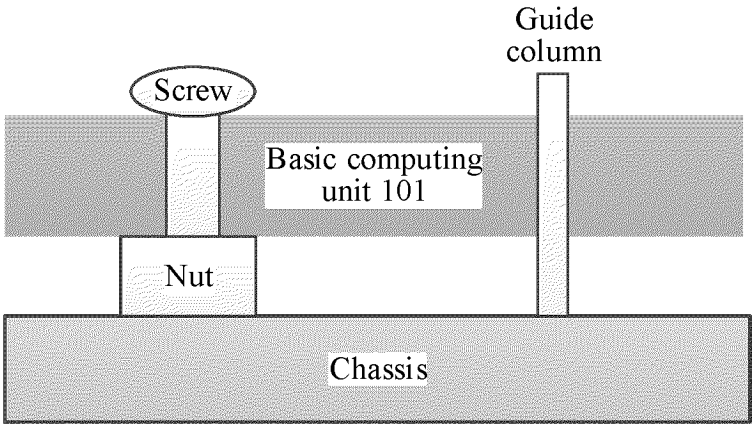 Guide
column
Screw
Basic computing
unit 101
Nut
Chassis